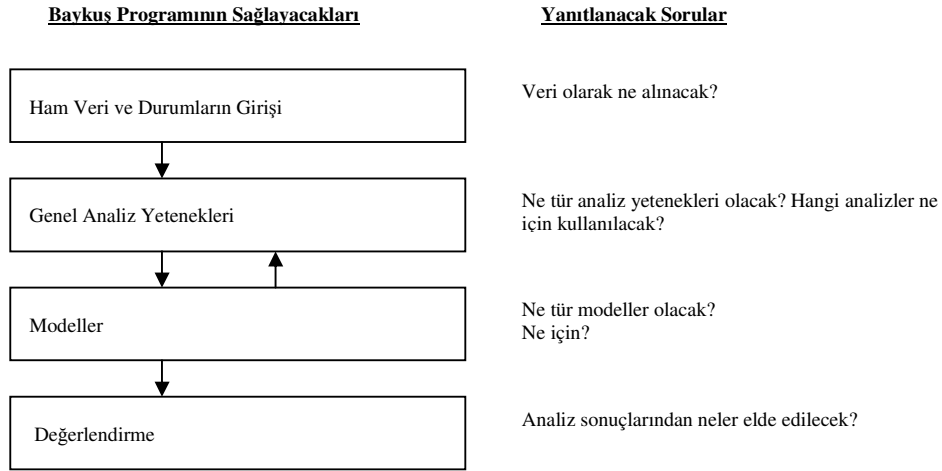 Baykuş Programının Sağlayacakları
Yanıtlanacak Sorular
Ham Veri ve Durumların Girişi
Veri olarak ne alınacak?
Genel Analiz Yetenekleri
Ne tür analiz yetenekleri olacak? Hangi analizler ne
için kullanılacak?
Modeller
Ne tür modeller olacak?
Ne için?
Değerlendirme
Analiz sonuçlarından neler elde edilecek?